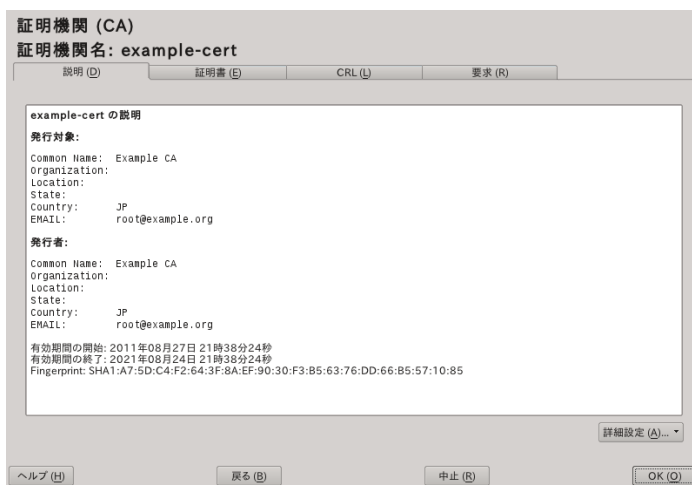 証明機関 (CA)
証明機関名: example-cert
説明 (D)
証明書 (E)
CRL (L)
要求 (R)
example-cert の説明
発行対象:
Common Name: Example CA
Organization:
Location:
State:
Country: JP
EMAIL: root@example.org
発行者:
Common Name: Example CA
Organization:
Location:
State:
Country: JP
EMAIL: root@example.org
有効期間の開始: 2011年08月27日 21時38分24秒
有効期間の終了: 2021年08月24日 21時38分24秒
Fingerprint: SHA1:A7:5D:C4:F2:64:3F:8A:EF:90:30:F3:B5:63:76:DD:66:B5:57:10:85
詳細設定 (A)...
ヘルプ (H)
戻る (B)
中止 (R)
OK (O)